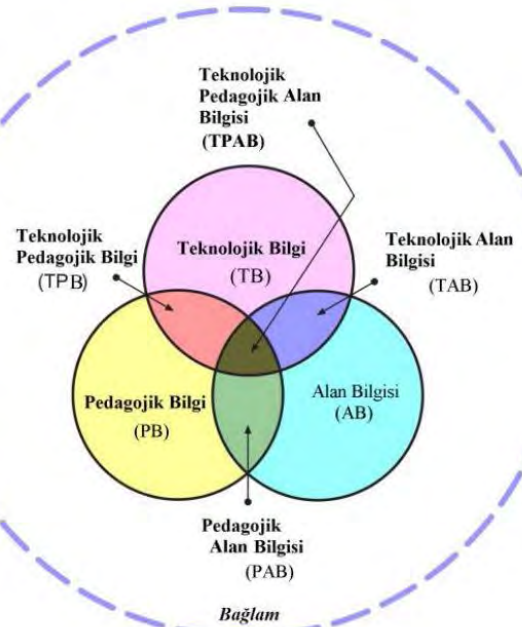 Teknolojik
Pedagojik Alan
Bilgisi
(TPAB)
Teknolojik
Pedagojik Bilgi
(TPB)
Teknolojik Bilgi
(TB)
Teknolojik Alan
Bilgisi
(TAB)
Pedagojik Bilgi
(PB)
Alan Bilgisi
(AB)
Pedagojik
Alan Bilgisi
(PAB)
Bağlam